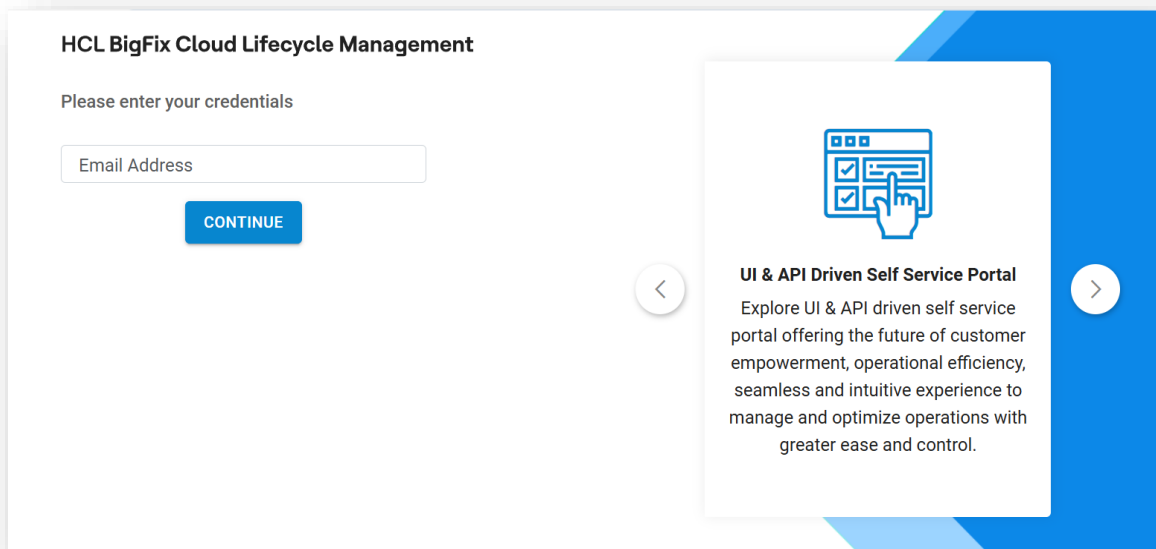 HCL BigFix Cloud Lifecycle Management
Please enter your credentials
Email Address
CONTINUE
UI & API Driven Self Service Portal
Explore UI & API driven self service
portal offering the future of customer
empowerment, operational efficiency,
seamless and intuitive experience to
manage and optimize operations with
greater ease and control.